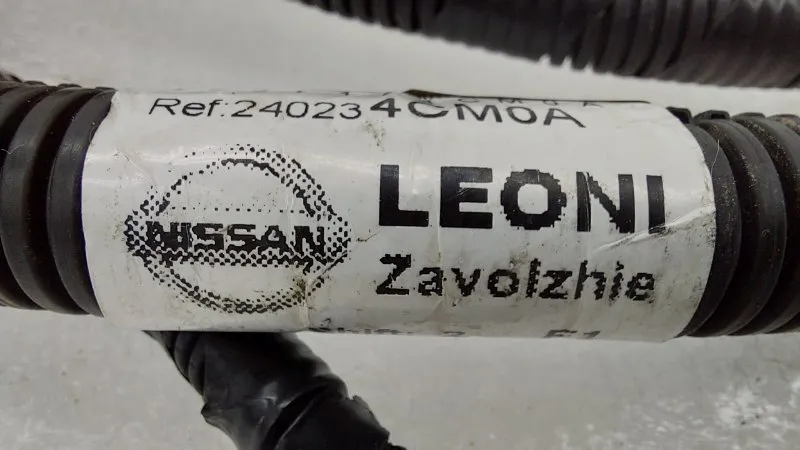 Ref:240234CM0A
NISSAN
LEONI
Zavolzhie